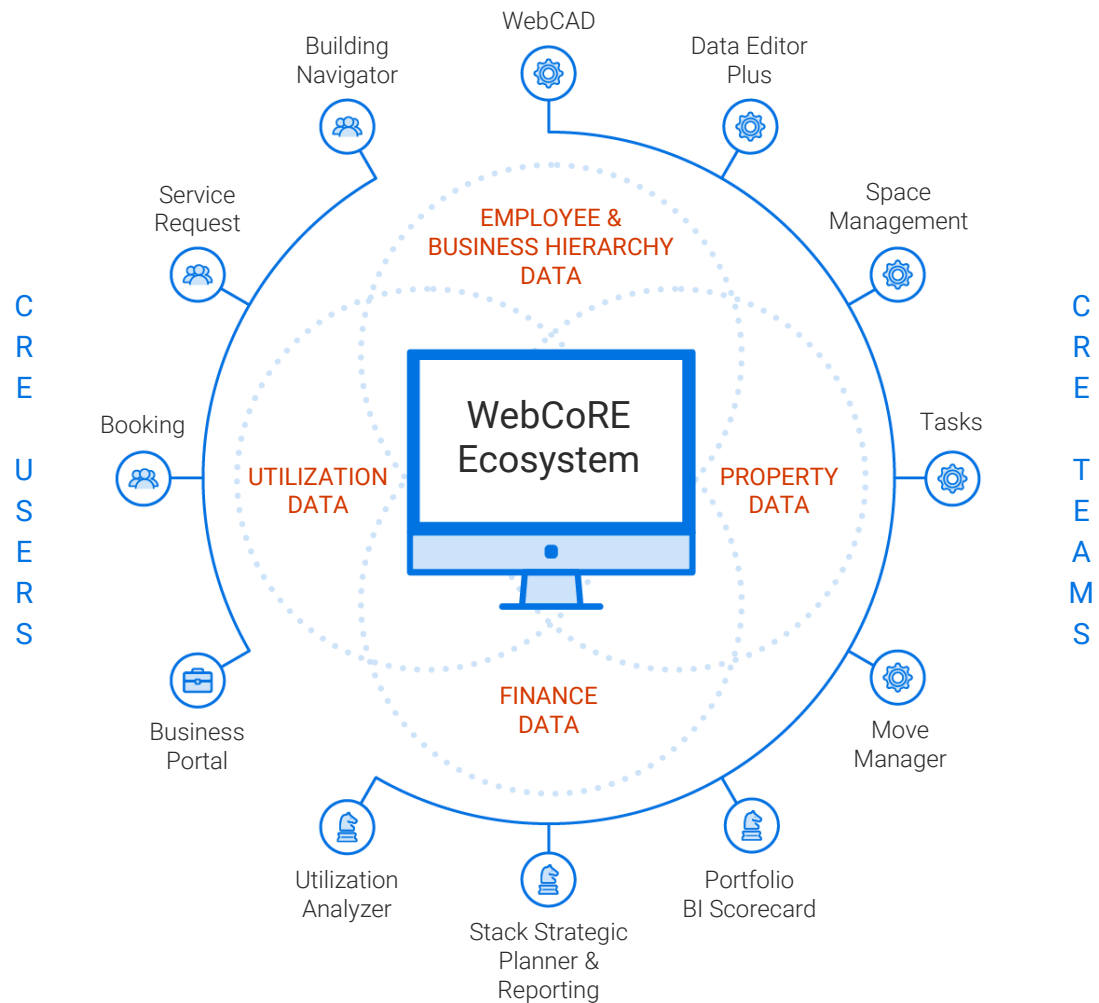 WebCAD
Building
Navigator
Data Editor
Plus
Service
Request
Space
Management
EMPLOYEE &
BUSINESS HIERARCHY
DATA
C
R
E
U
S
E
R
S
C
R
E
T
E
A
M
S
WebCoRE
Ecosystem
Booking
Tasks
UTILIZATION
DATA
PROPERTY
DATA
FINANCE
DATA
Business
Portal
Move
Manager
Utilization
Analyzer
Portfolio
BI Scorecard
Stack Strategic
Planner &
Reporting